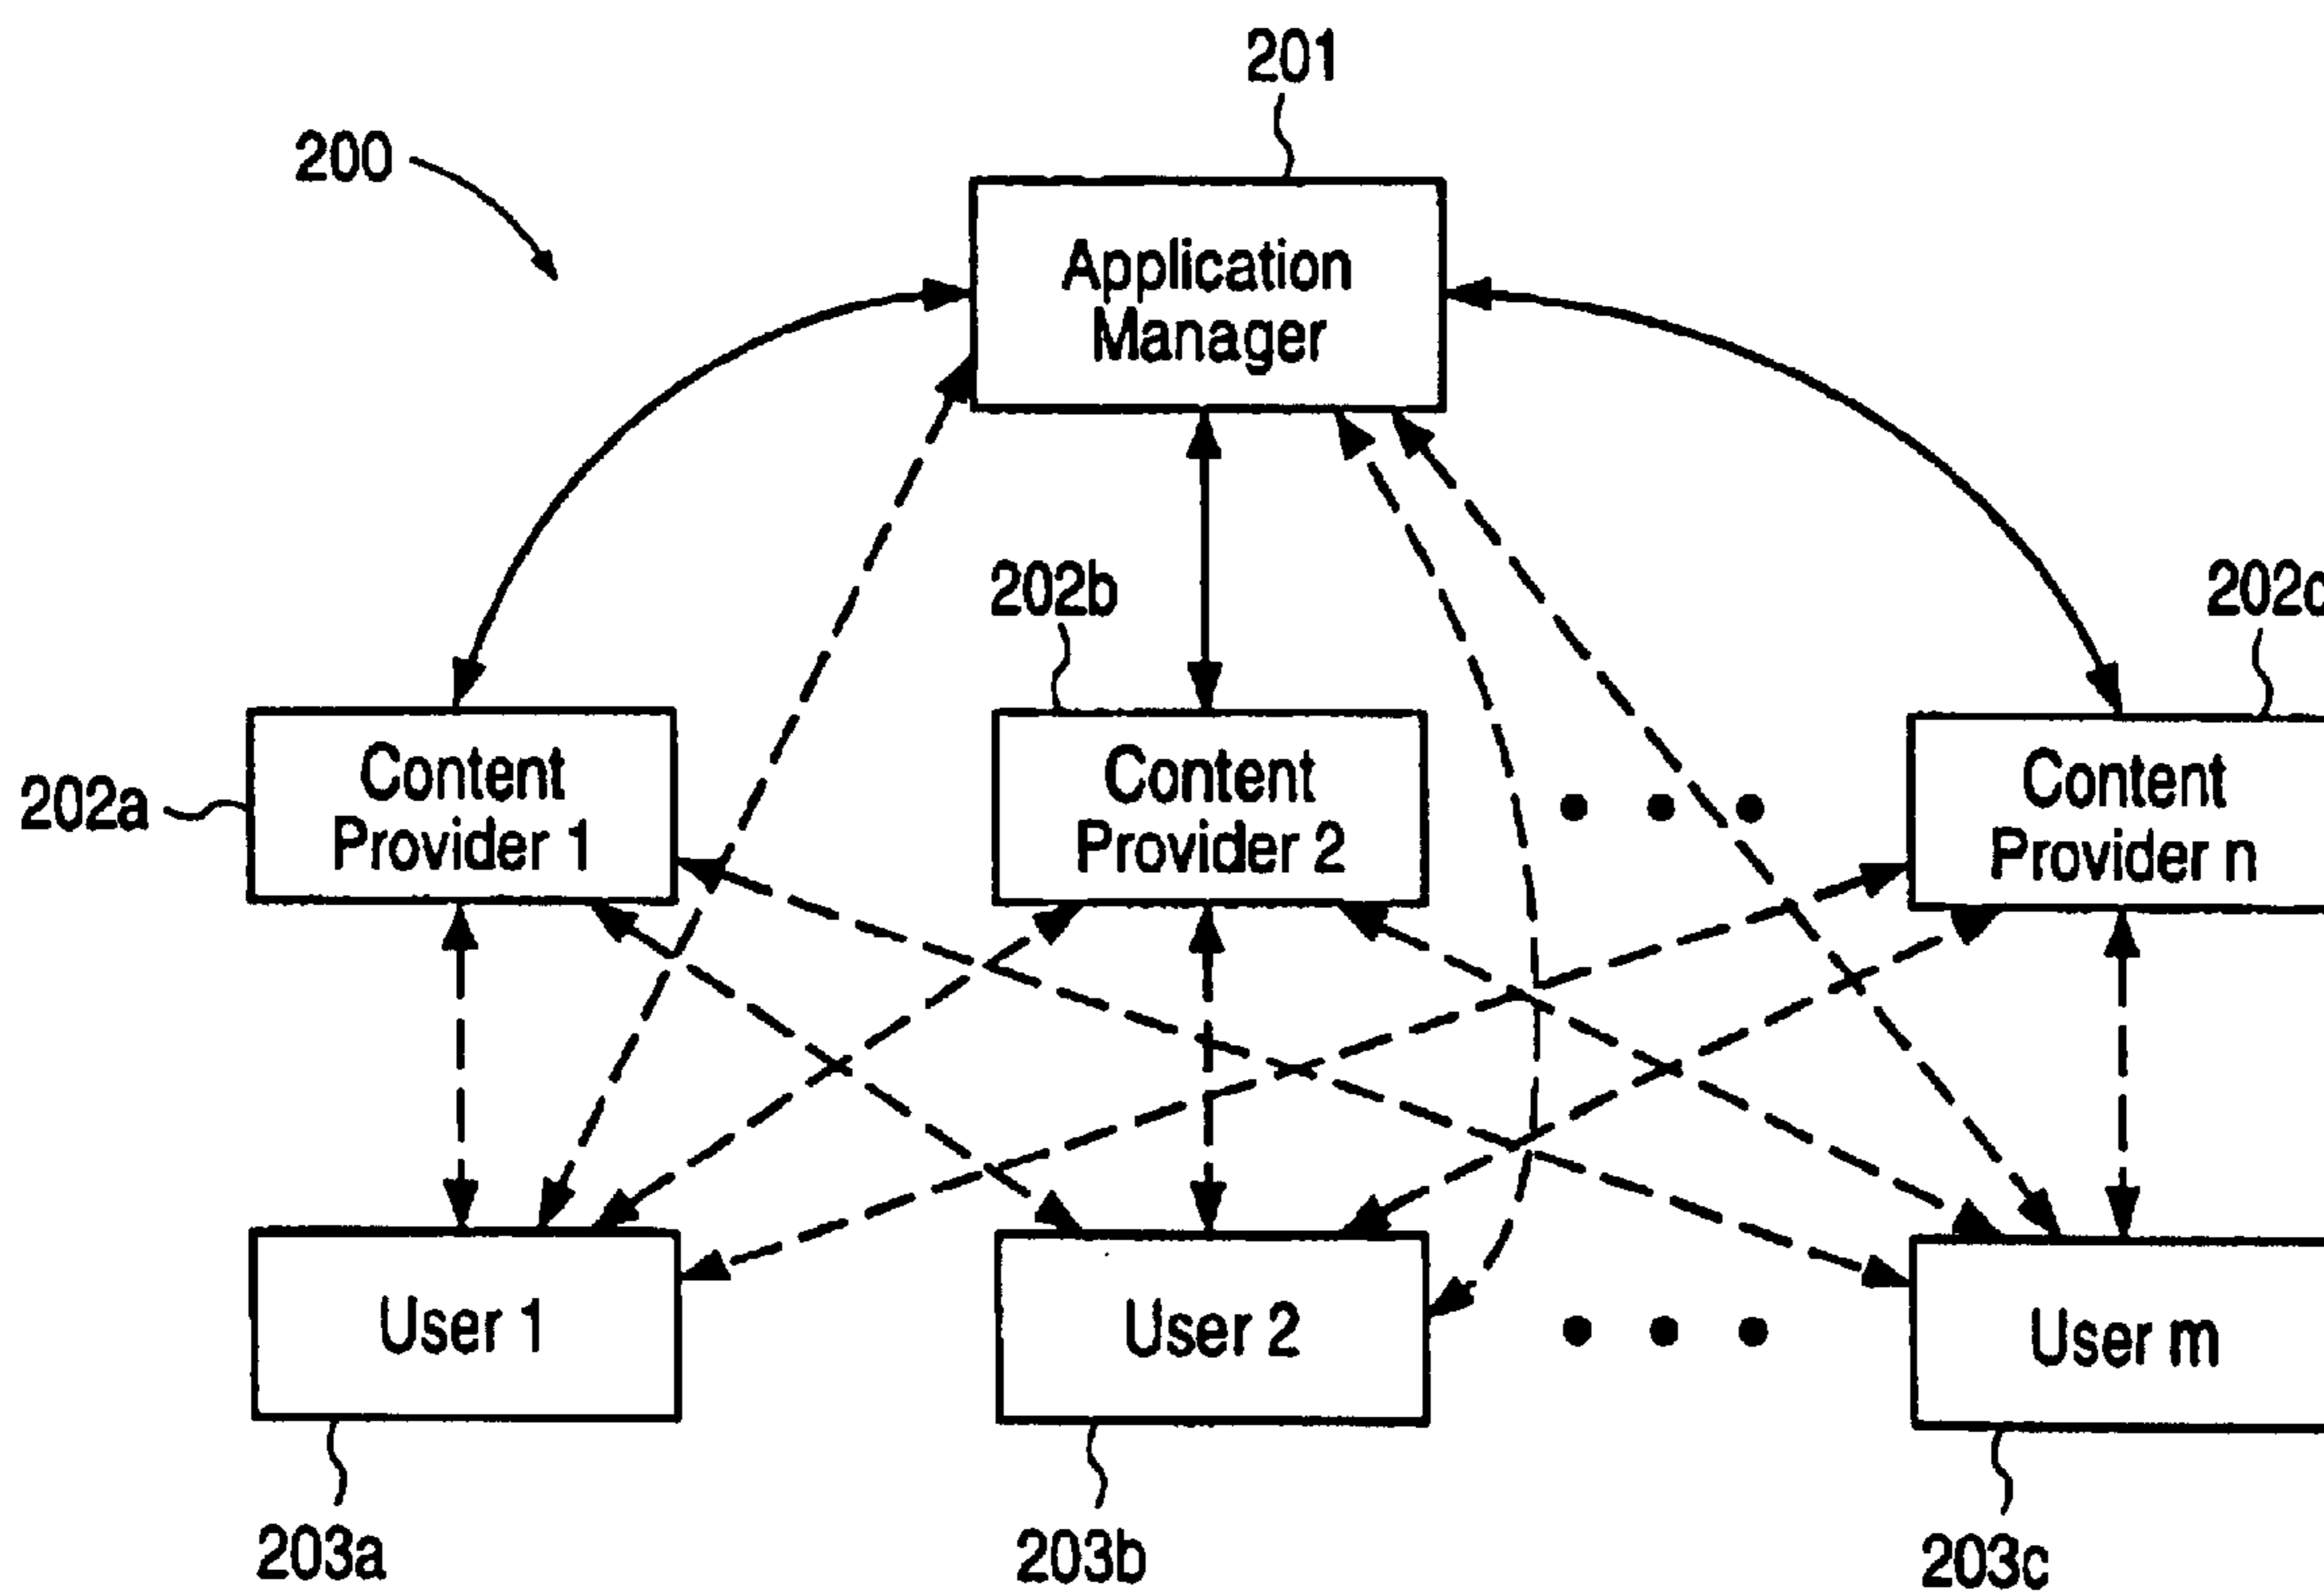 201
200
Application
Manager
202b
202c
Content
Provider 1
Content
Provider 2
Content
Provider n
202a
User 1
User 2
User m
203a
203b
203c